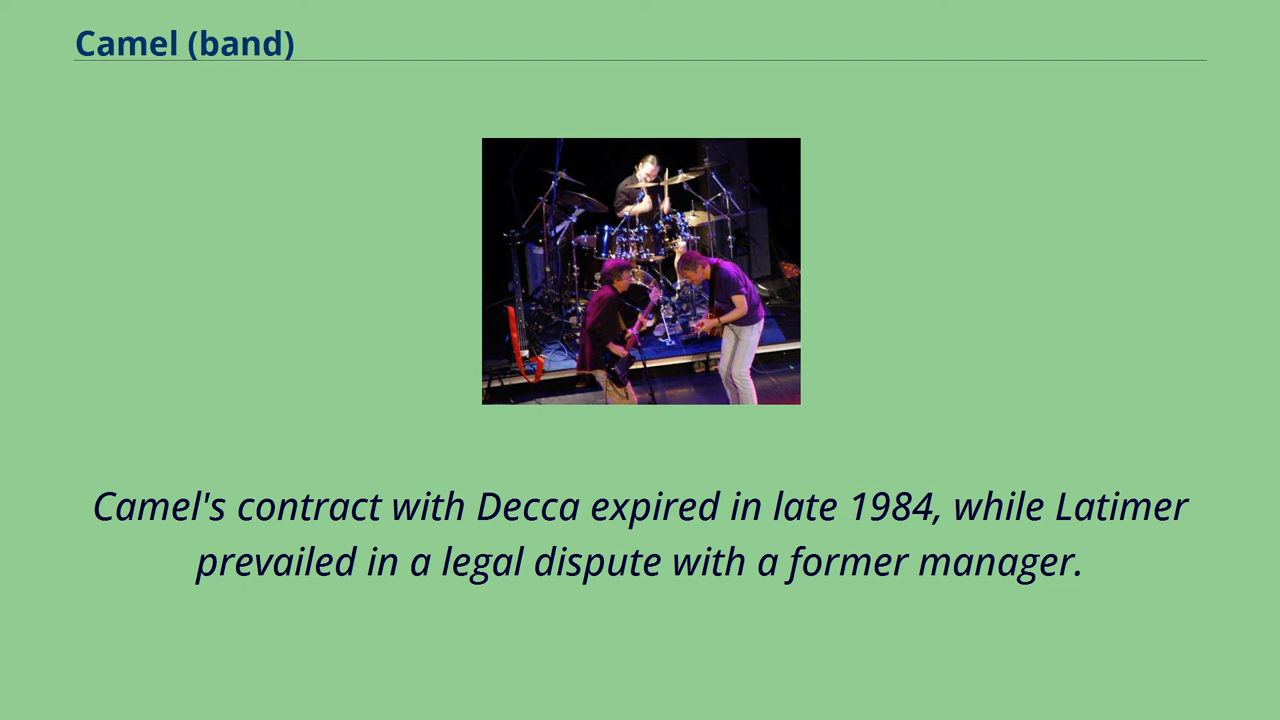 Camel (band)
Camel's contract with Decca expired in late 1984, while Latimer
prevailed in a legal dispute with a former manager.